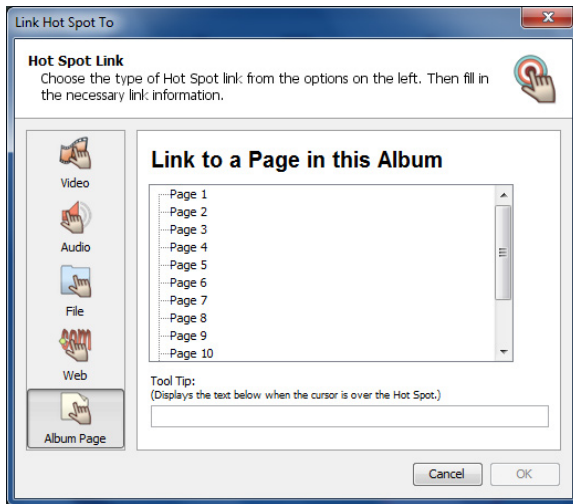 Link Hot Spot To
Hot Spot Link
Choose the type of Hot Spot link from the options on the left. Then fill in
the necessary link information.
Video
Audio
File
Web
Album Page
Link to a Page in this Album
Page 1
Page 2
Page 3
Page 4
Page 5
Page 6
Page 7
Page 8
Page 9
Page 10
Tool Tip:
(Displays the text below when the cursor is over the Hot Spot.)
Cancel
OK